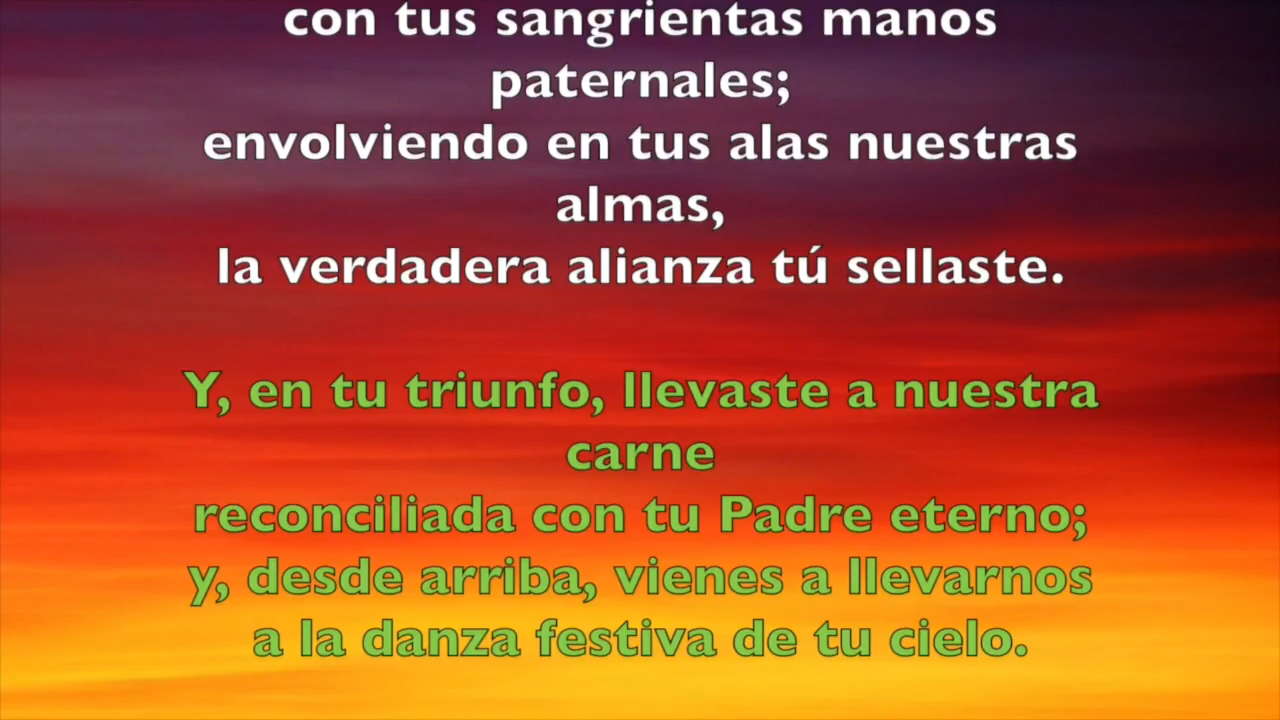 con tus sangrientas manos
paternales;
envolviendo en tus alas nuestras
almas,
la verdadera alianza tú sellaste.
Y, en tu triunfo, llevaste a nuestra
carne
reconciliada con tu Padre eterno;
y, desde arriba, vienes a llevarnos
a la danza festiva de tu cielo.